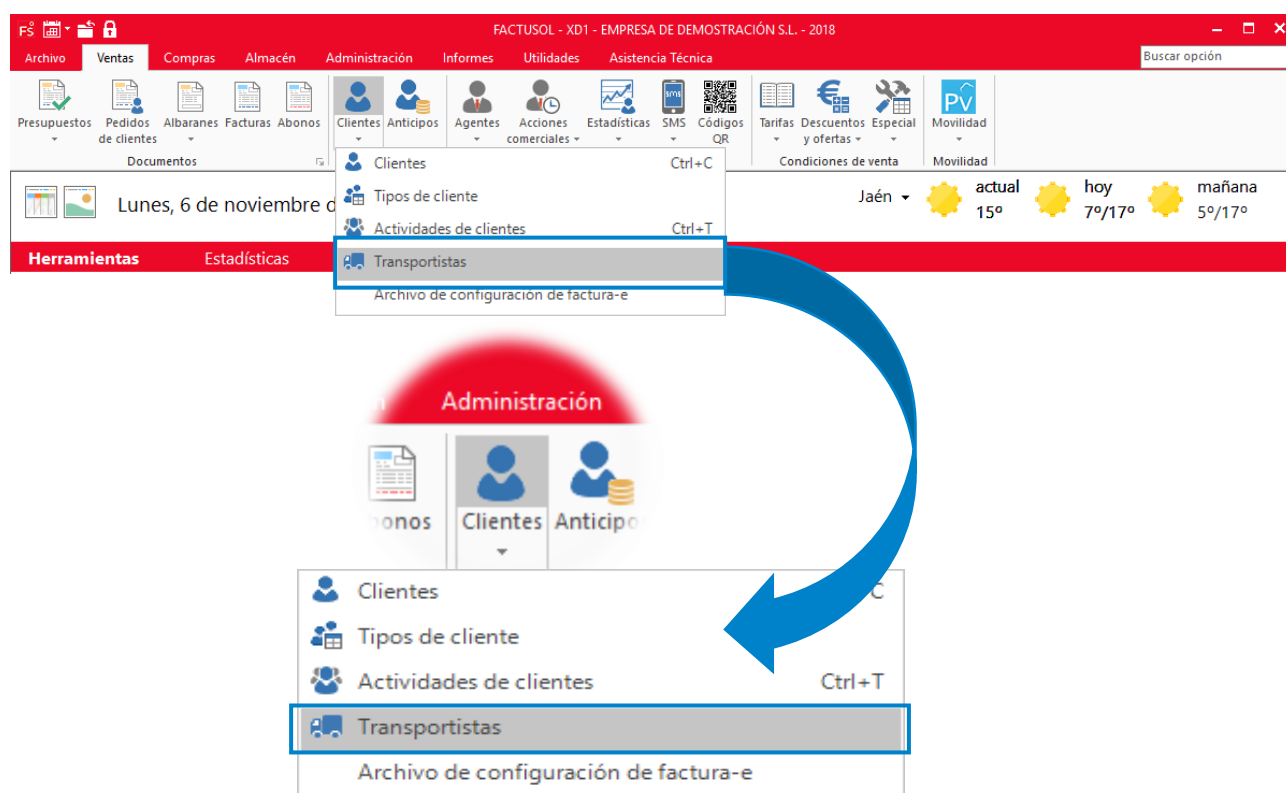 FS FACTUSOL - XD1 - EMPRESA DE DEMOSTRACIÓN S.L. - 2018
Archivo Ventas Compras Almacén Administración Informes Utilidades Asistencia Técnica Buscar opción
Presupuestos Pedidos de clientes Albaranes Facturas Abonos Clientes Anticipos Agentes Acciones comerciales Estadísticas SMS Códigos QR Tarifas Descuentos y ofertas Especial Movilidad
Documentos Condiciones de venta Movilidad
Clientes Ctrl+C
Tipos de cliente
Actividades de clientes Ctrl+T
Transportistas
Archivo de configuración de factura-e
Lunes, 6 de noviembre d
Jaén actual 15º hoy 7º/17º mañana 5º/17º
Herramientas Estadísticas
Administración
onos Clientes Anticipo
Clientes C
Tipos de cliente
Actividades de clientes Ctrl+T
Transportistas
Archivo de configuración de factura-e